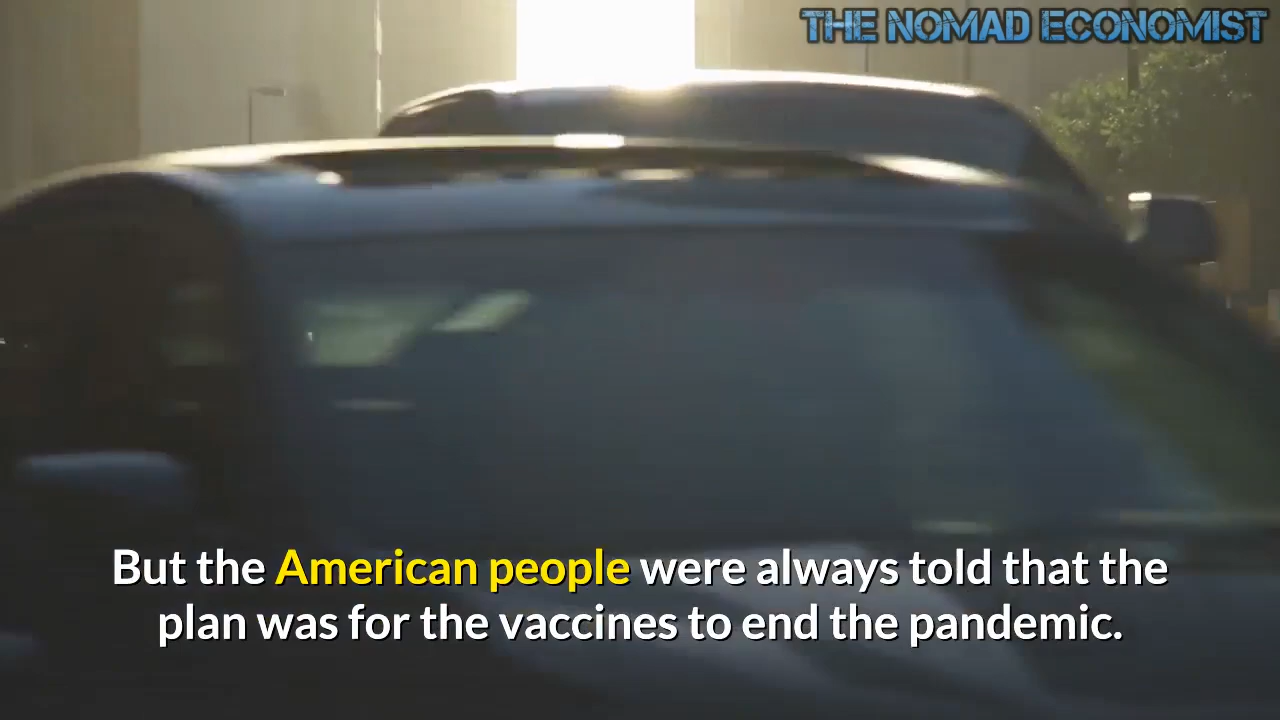 THE NOMAD ECONOMIST
But the American people were always told that the
plan was for the vaccines to end the pandemic.